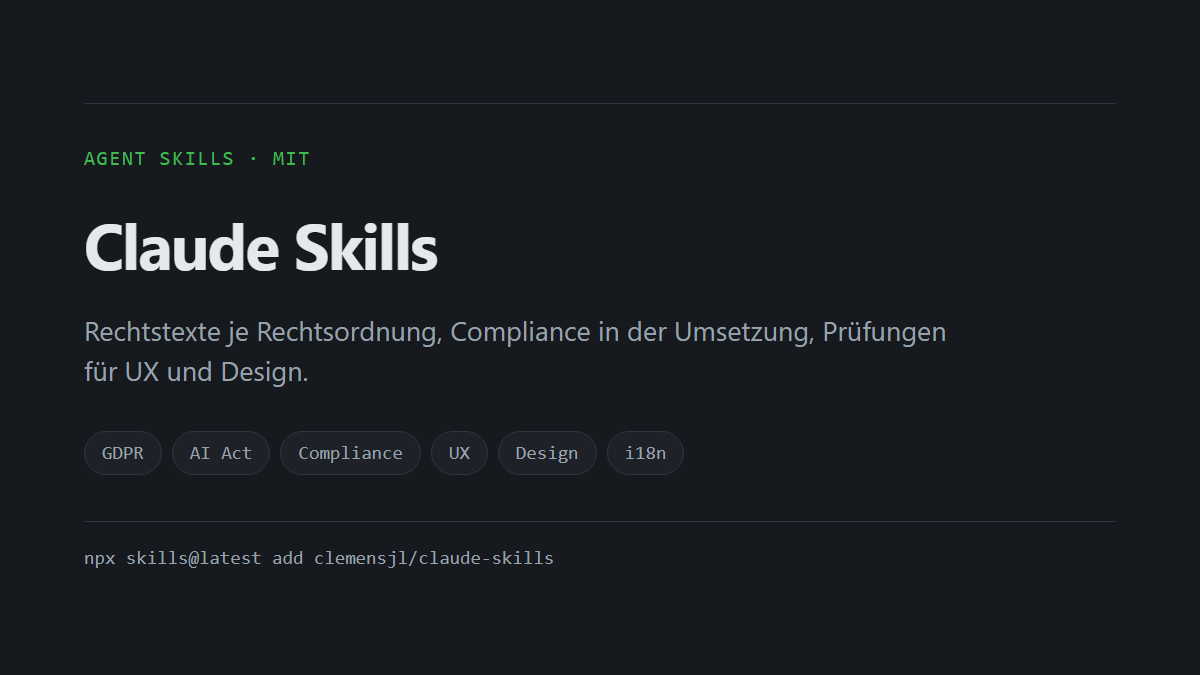 AGENT SKILLS · MIT
Claude Skills
Rechtstexte je Rechtsordnung, Compliance in der Umsetzung, Prüfungen
für UX und Design.
GDPR AI Act Compliance UX Design i18n
npx skills@latest add clemensjl/claude-skills